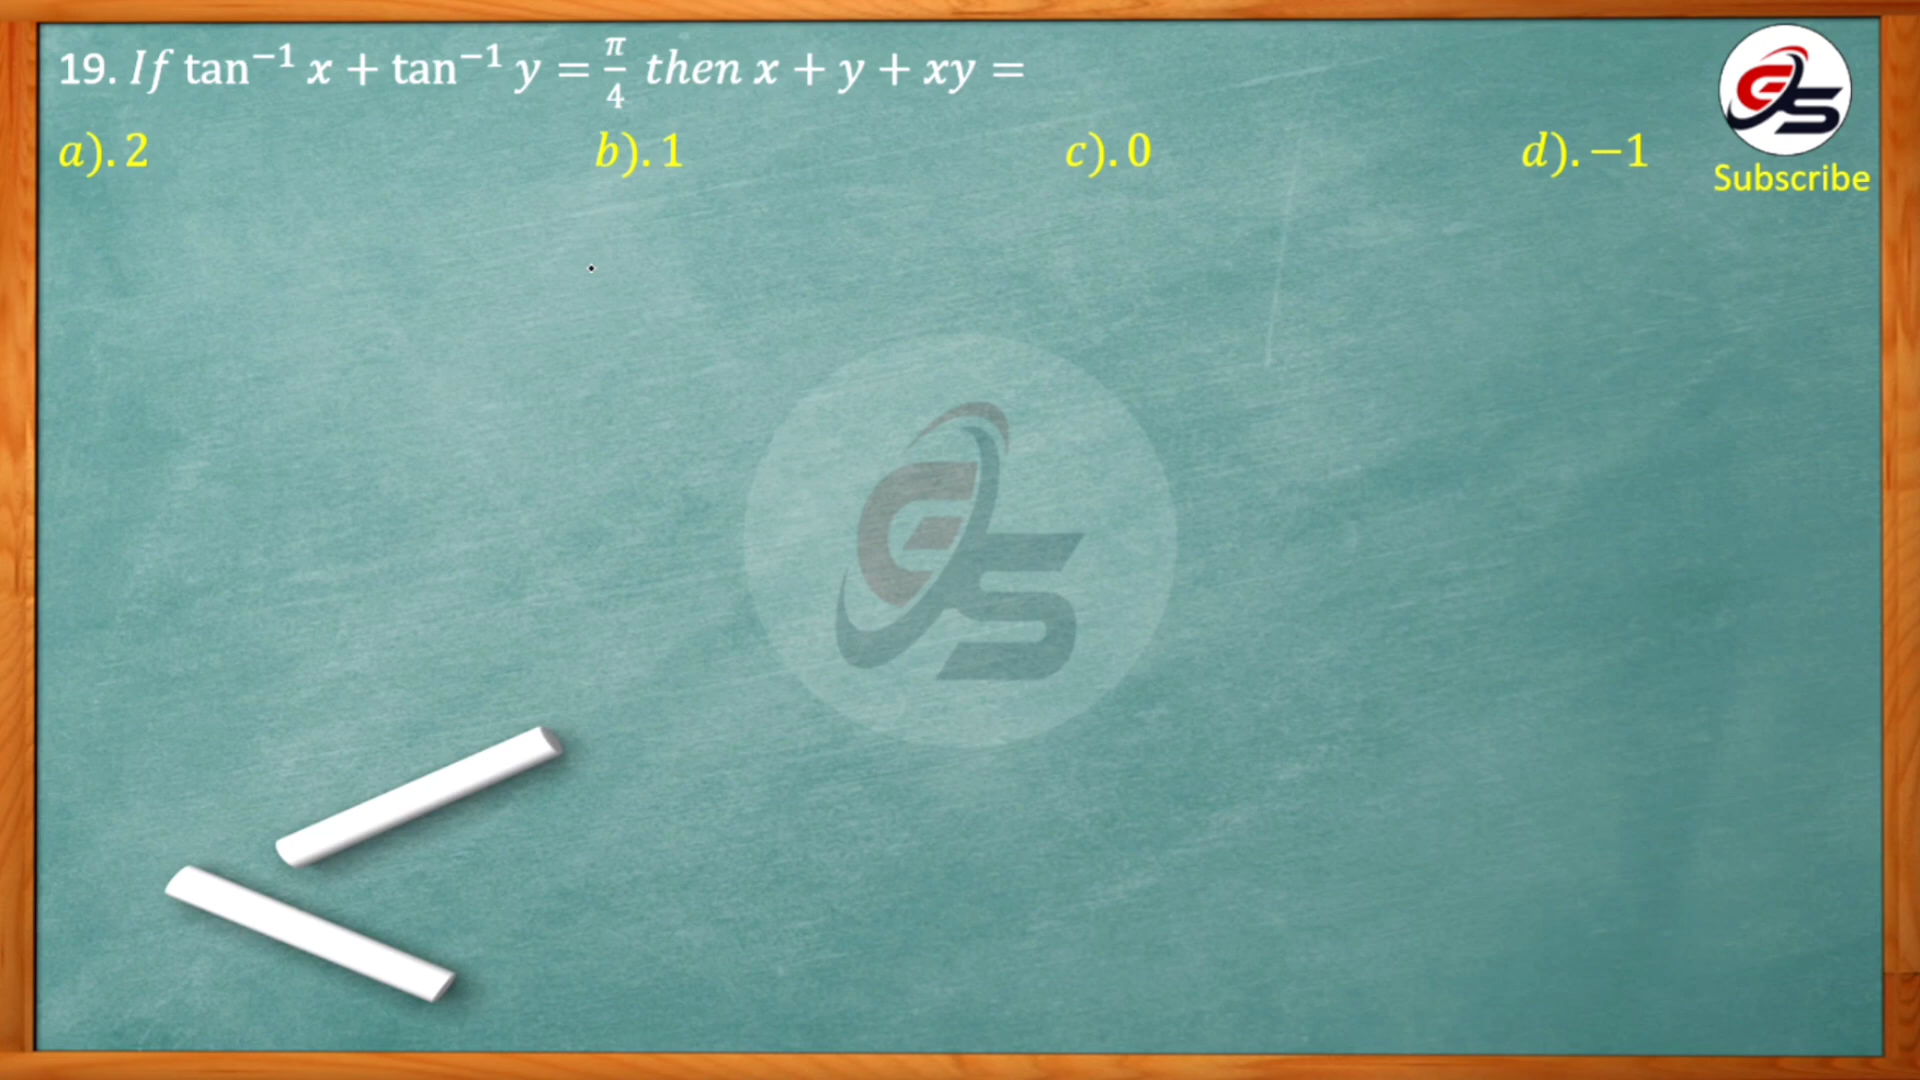 19. If tan⁻¹ x + tan⁻¹ y = π/4 then x + y + xy =
a). 2 b). 1 c). 0 d). −1
Subscribe